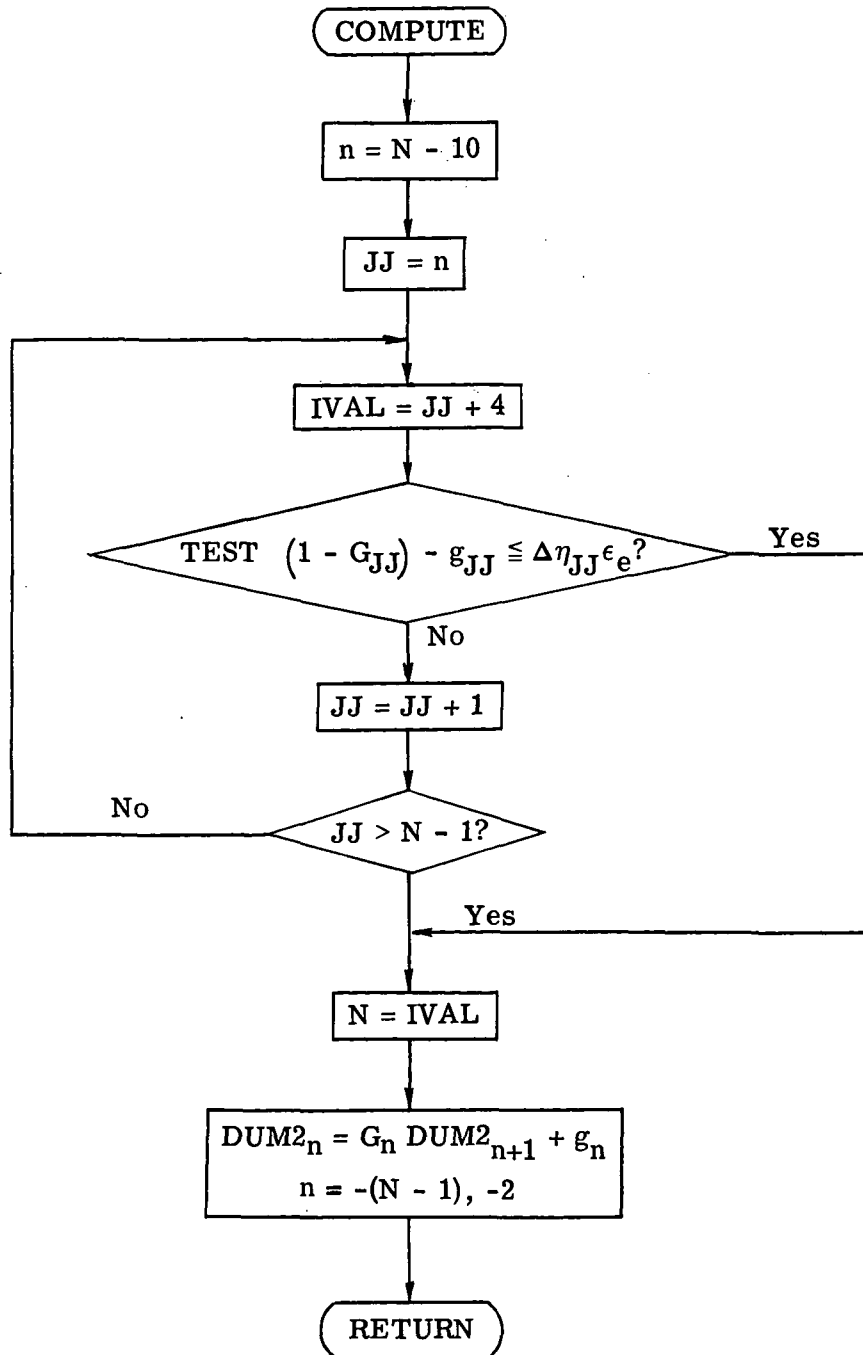 COMPUTE
n = N - 10
JJ = n
IVAL = JJ + 4
TEST (1 - G_JJ) - g_JJ ≦ Δη_JJ ϵ_e?
Yes
No
JJ = JJ + 1
No
JJ > N - 1?
Yes
N = IVAL
DUM2_n = G_n DUM2_n+1 + g_n
n = -(N - 1), -2
RETURN